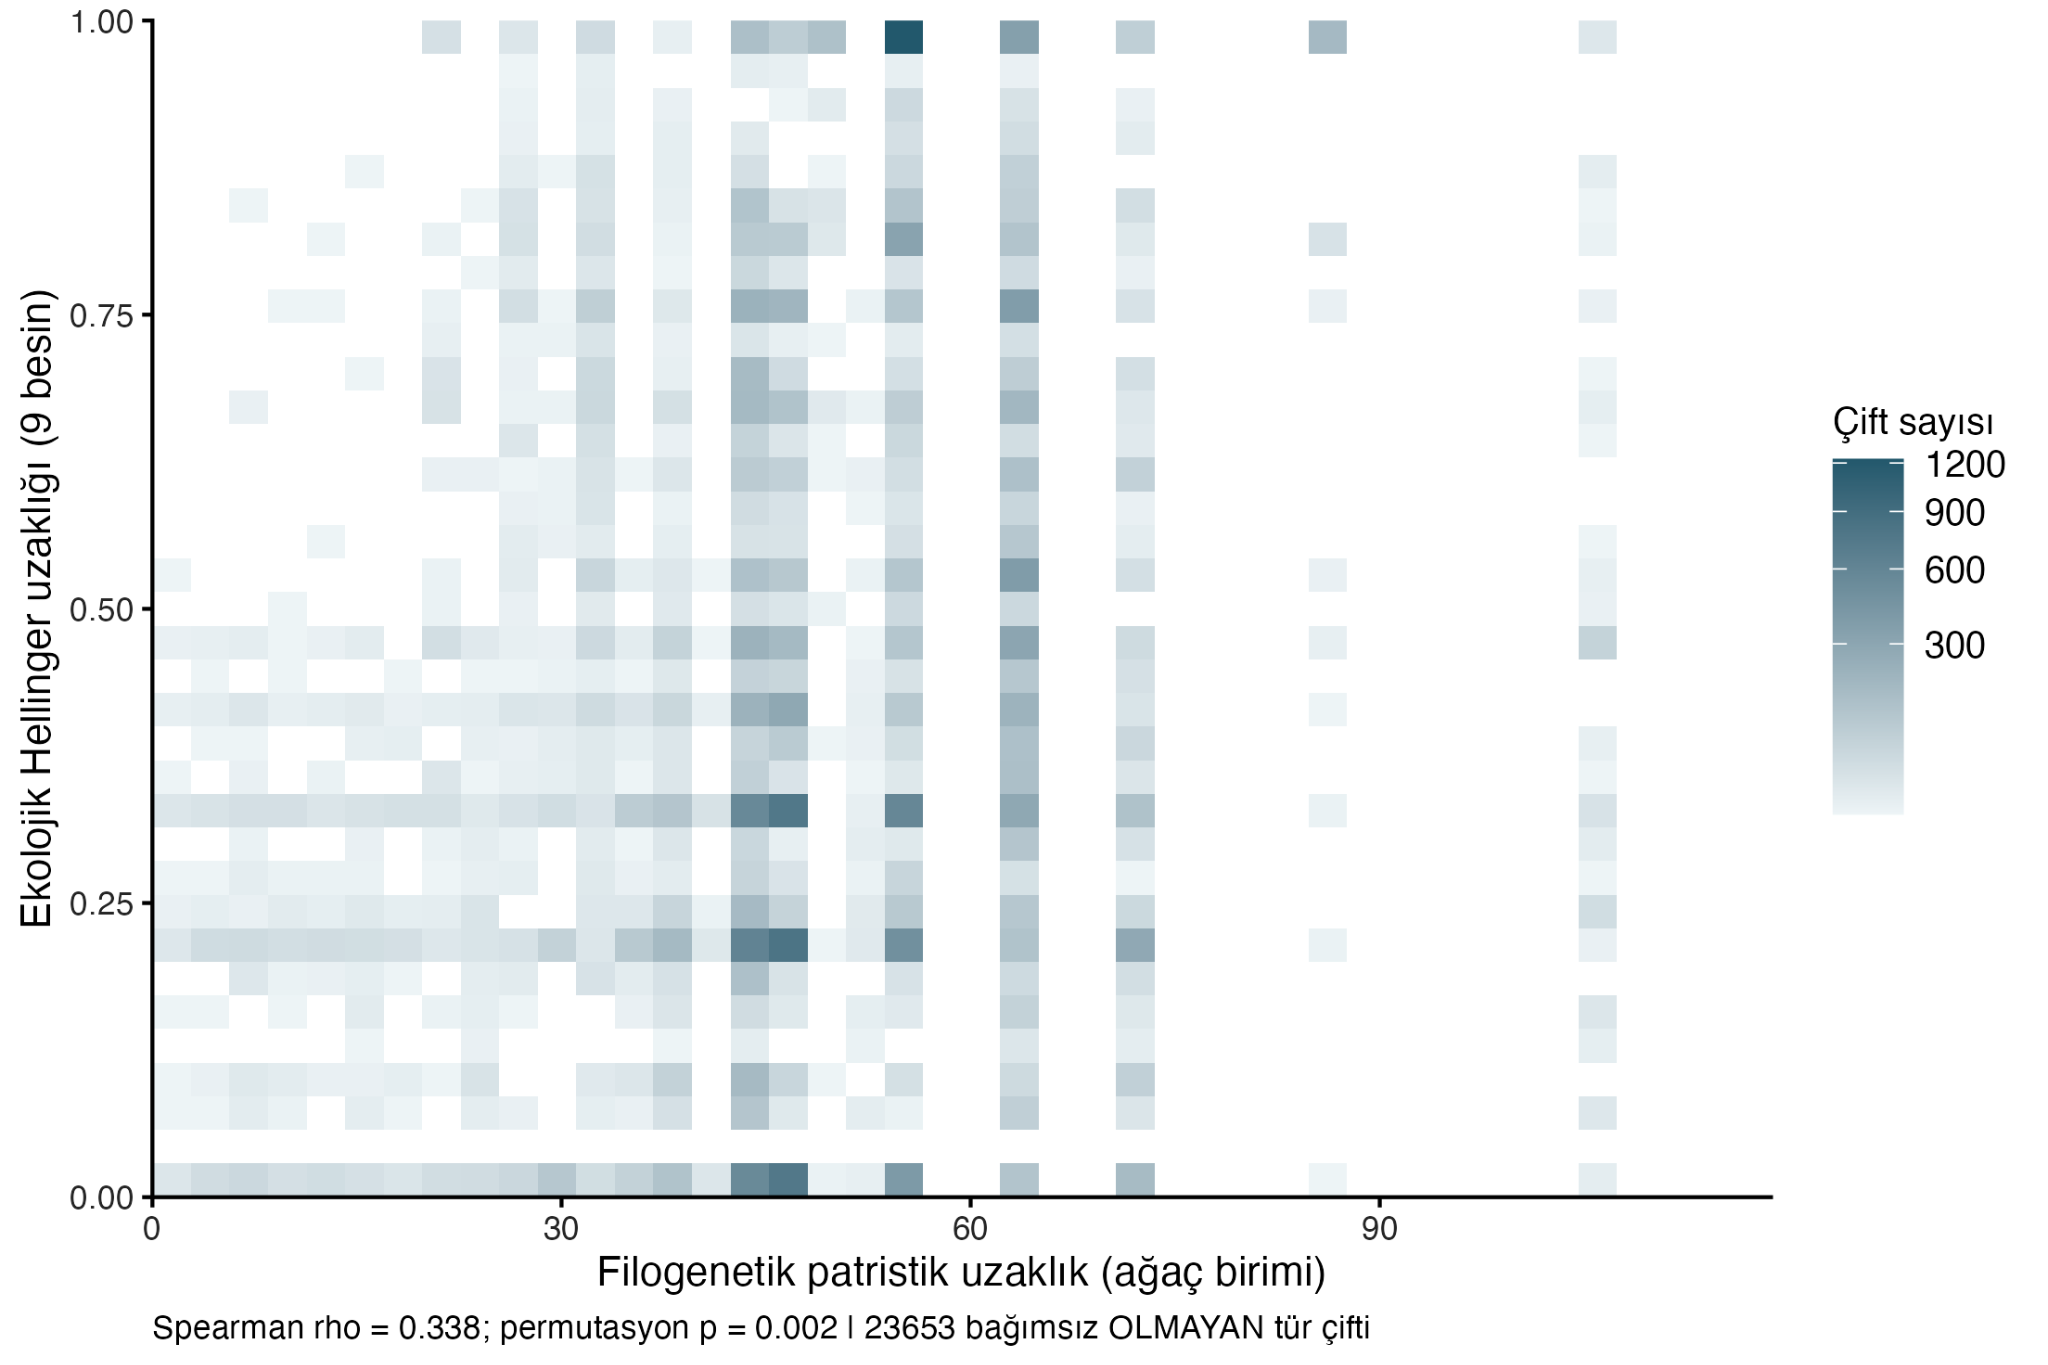 1.00
0.75
0.50
0.25
0.00
Ekolojik Hellinger uzaklığı (9 besin)
0 30 60 90
Filogenetik patristik uzaklık (ağaç birimi)
Çift sayısı
1200
900
600
300
Spearman rho = 0.338; permutasyon p = 0.002 | 23653 bağımsız OLMAYAN tür çifti